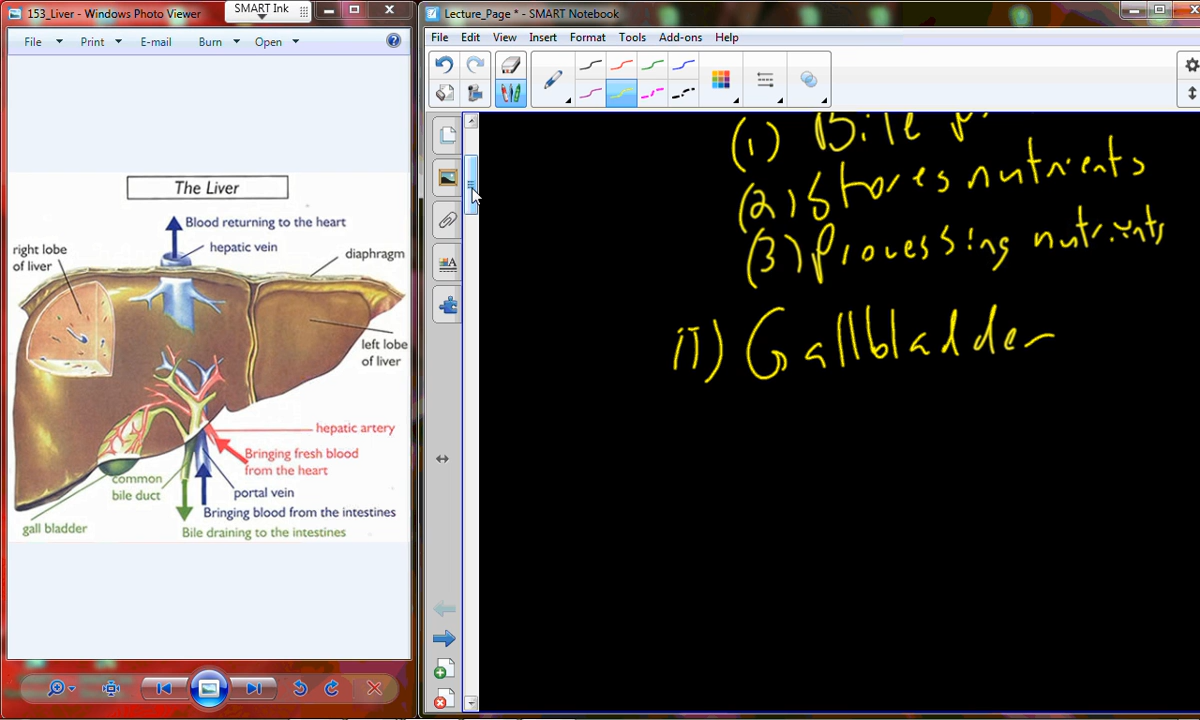 153_Liver - Windows Photo Viewer
SMART Ink
File Print E-mail Burn Open
The Liver
Blood returning to the heart
hepatic vein
right lobe
of liver
diaphragm
left lobe
of liver
hepatic artery
Bringing fresh blood
from the heart
common
bile duct
portal vein
Bringing blood from the intestines
gall bladder
Bile draining to the intestines
Lecture_Page * - SMART Notebook
File Edit View Insert Format Tools Add-ons Help
(1) Bile
(2) Stores nutrients
(3) Processing nutrients
ii) Gallbladder